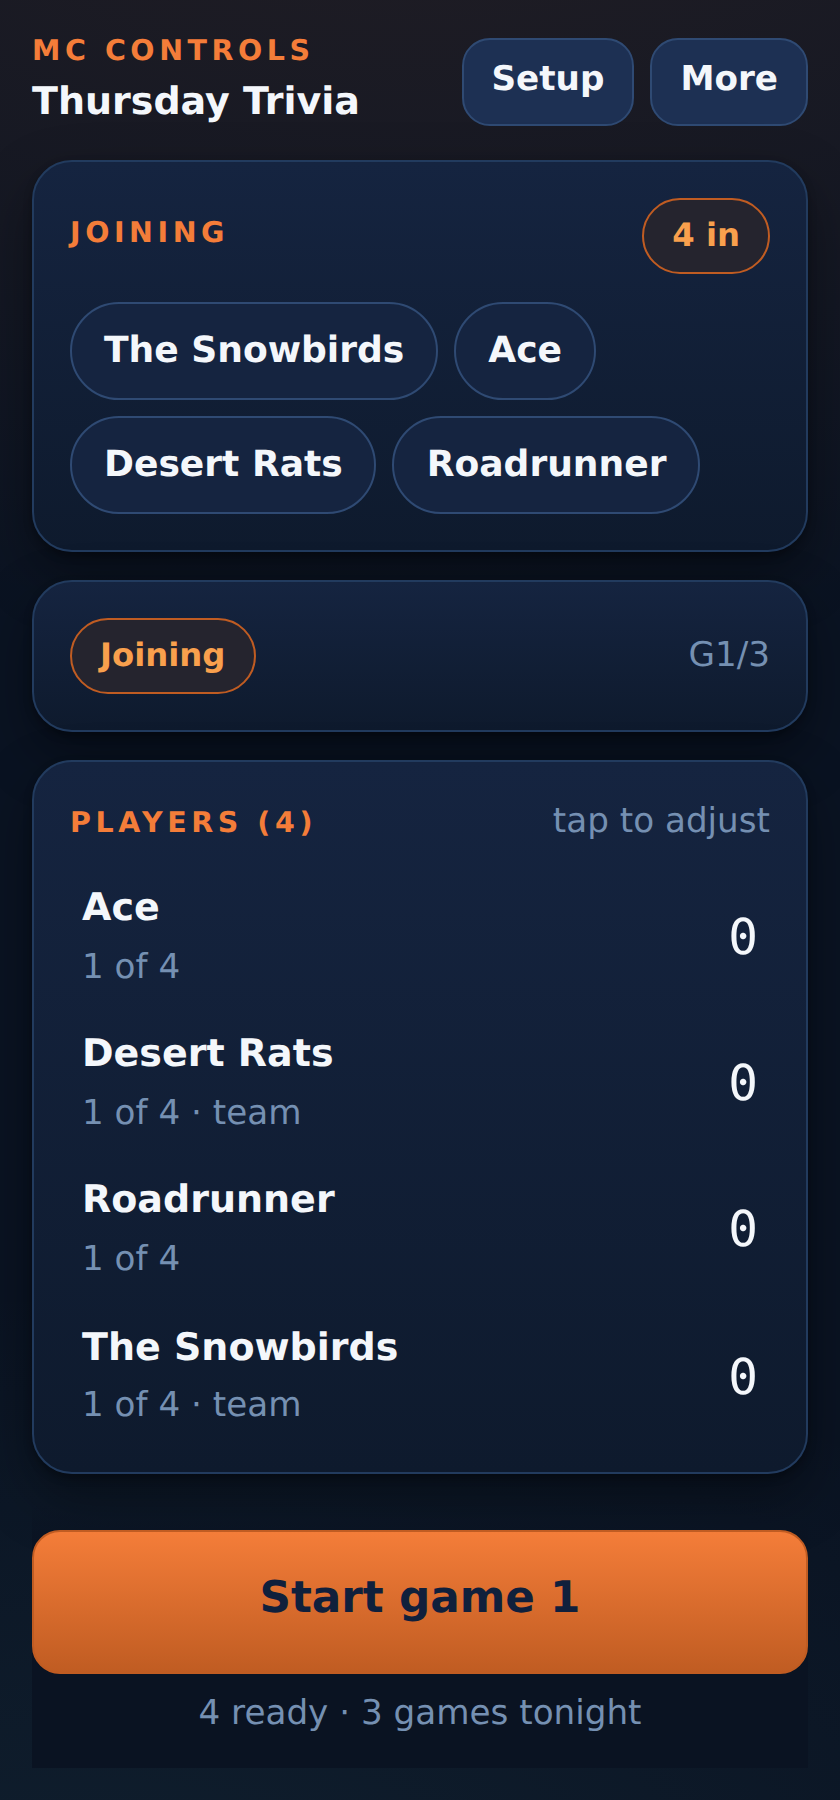 MC CONTROLS
Thursday Trivia
Setup
More
JOINING
4 in
The Snowbirds
Ace
Desert Rats
Roadrunner
Joining
G1/3
PLAYERS (4)
tap to adjust
Ace
1 of 4
0
Desert Rats
1 of 4 · team
0
Roadrunner
1 of 4
0
The Snowbirds
1 of 4 · team
0
Start game 1
4 ready · 3 games tonight